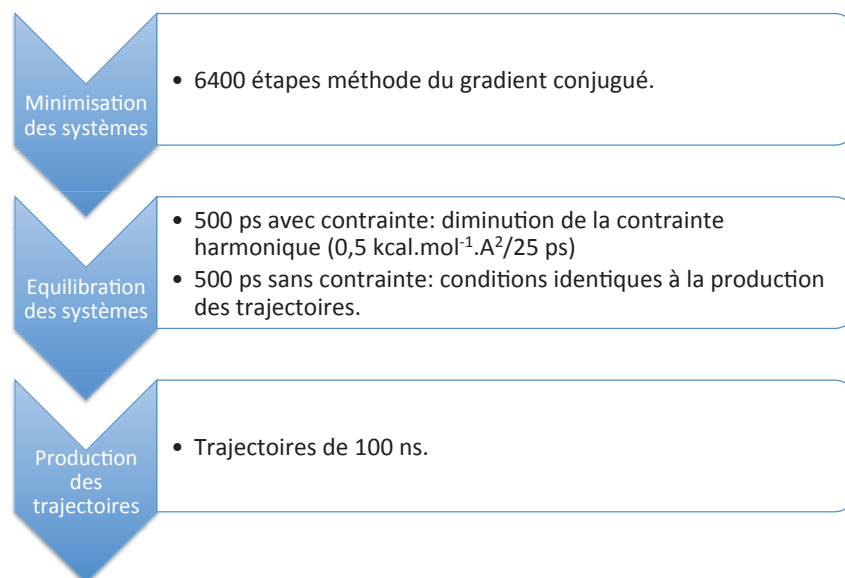 Minimisation
des systèmes
• 6400 étapes méthode du gradient conjugué.
Equilibration
des systèmes
• 500 ps avec contrainte: diminution de la contrainte
harmonique (0,5 kcal.mol⁻¹.A²/25 ps)
• 500 ps sans contrainte: conditions identiques à la production
des trajectoires.
Production
des
trajectoires
• Trajectoires de 100 ns.